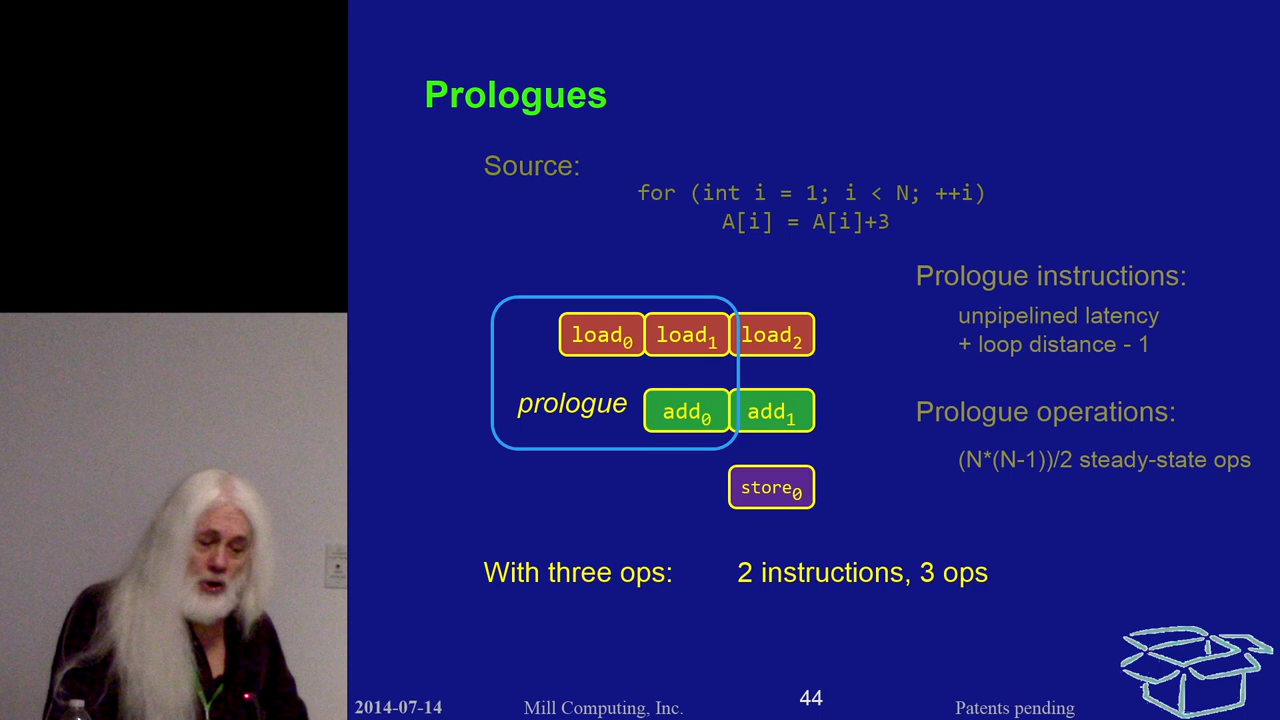 Prologues
Source:
for (int i = 1; i < N; ++i)
A[i] = A[i]+3
Prologue instructions:
unpipelined latency
+ loop distance - 1
load0 load1 load2
prologue
add0 add1
store0
Prologue operations:
(N*(N-1))/2 steady-state ops
With three ops: 2 instructions, 3 ops
2014-07-14 Mill Computing, Inc. 44 Patents pending